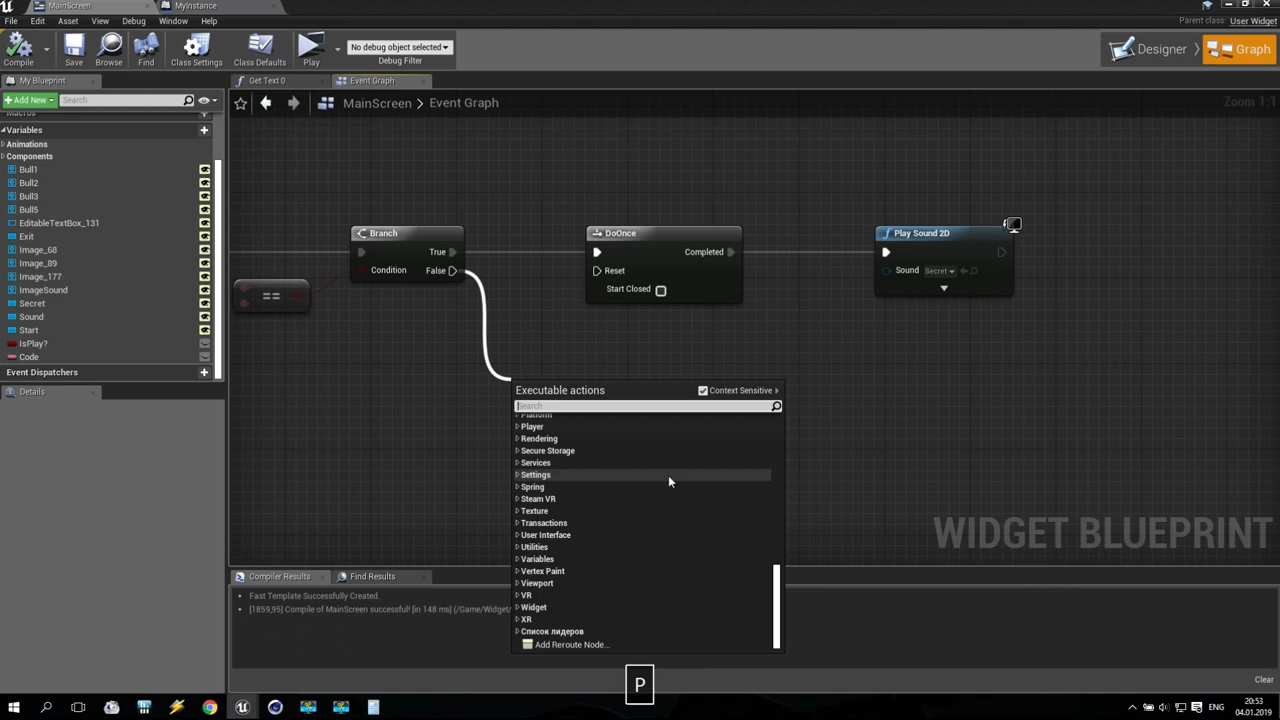 MainScreen
MyInstance
File Edit Asset View Debug Window Help
Parent class: User Widget
Compile
Save
Browse
Find
Class Settings
Class Defaults
Play
No debug object selected
Debug Filter
Designer
Graph
My Blueprint
Get Text 0
Event Graph
Add New
Search
MainScreen > Event Graph
Zoom 1:1
Macros
Variables
Animations
Components
Bull1
Bull2
Bull3
Bull5
EditableTextBox_131
Exit
Image_68
Image_89
Image_177
ImageSound
Secret
Sound
Start
IsPlay?
Code
Event Dispatchers
Details
==
Branch
True
Condition
False
DoOnce
Completed
Reset
Start Closed
Play Sound 2D
Sound
Secret
Executable actions
Context Sensitive
Search
Platform
Player
Rendering
Secure Storage
Services
Settings
Spring
Steam VR
Texture
Transactions
User Interface
Utilities
Variables
Vertex Paint
Viewport
VR
Widget
XR
Список лидеров
Add Reroute Node...
WIDGET BLUEPRINT
Compiler Results
Find Results
Fast Template Successfully Created.
[1859,95] Compile of MainScreen successful! [in 148 ms] (/Game/Widget/
Clear
P
ENG
20:53
04.01.2019